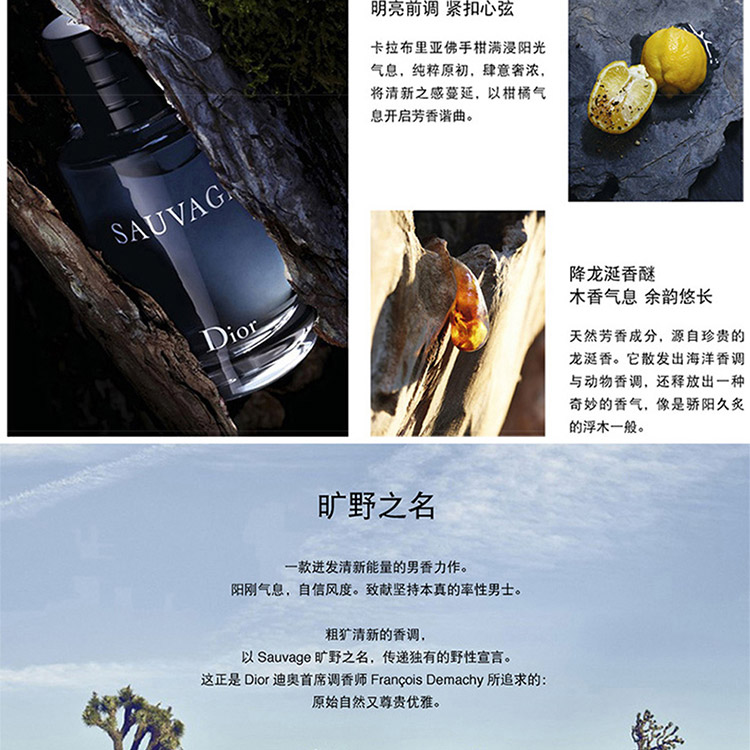 SAUVAG
Dior
明亮前调 紧扣心弦
卡拉布里亚佛手柑满浸阳光
气息，纯粹原初，肆意奢浓，
将清新之感蔓延，以柑橘气
息开启芳香谐曲。
降龙涎香醚
木香气息 余韵悠长
天然芳香成分，源自珍贵的
龙涎香。它散发出海洋香调
与动物香调，还释放出一种
奇妙的香气，像是骄阳久炙
的浮木一般。
旷野之名
一款迸发清新能量的男香力作。
阳刚气息，自信风度。致献坚持本真的率性男士。
粗犷清新的香调，
以 Sauvage 旷野之名，传递独有的野性宣言。
这正是 Dior 迪奥首席调香师 François Demachy 所追求的：
原始自然又尊贵优雅。